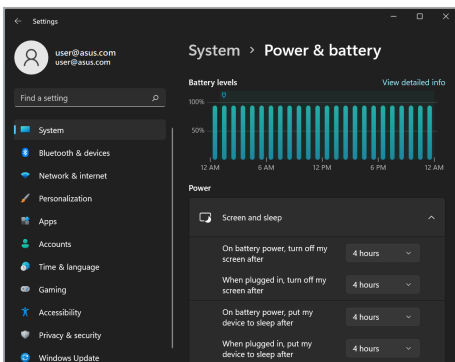 Settings
user@asus.com
user@asus.com
Find a setting
System
Bluetooth & devices
Network & internet
Personalization
Apps
Accounts
Time & language
Gaming
Accessibility
Privacy & security
Windows Update
System > Power & battery
Battery levels
View detailed info
100%
50%
12 AM 6 AM 12 PM 6 PM 12 AM
Power
Screen and sleep
On battery power, turn off my
screen after
4 hours
When plugged in, turn off my
screen after
4 hours
On battery power, put my
device to sleep after
4 hours
When plugged in, put my
device to sleep after
4 hours